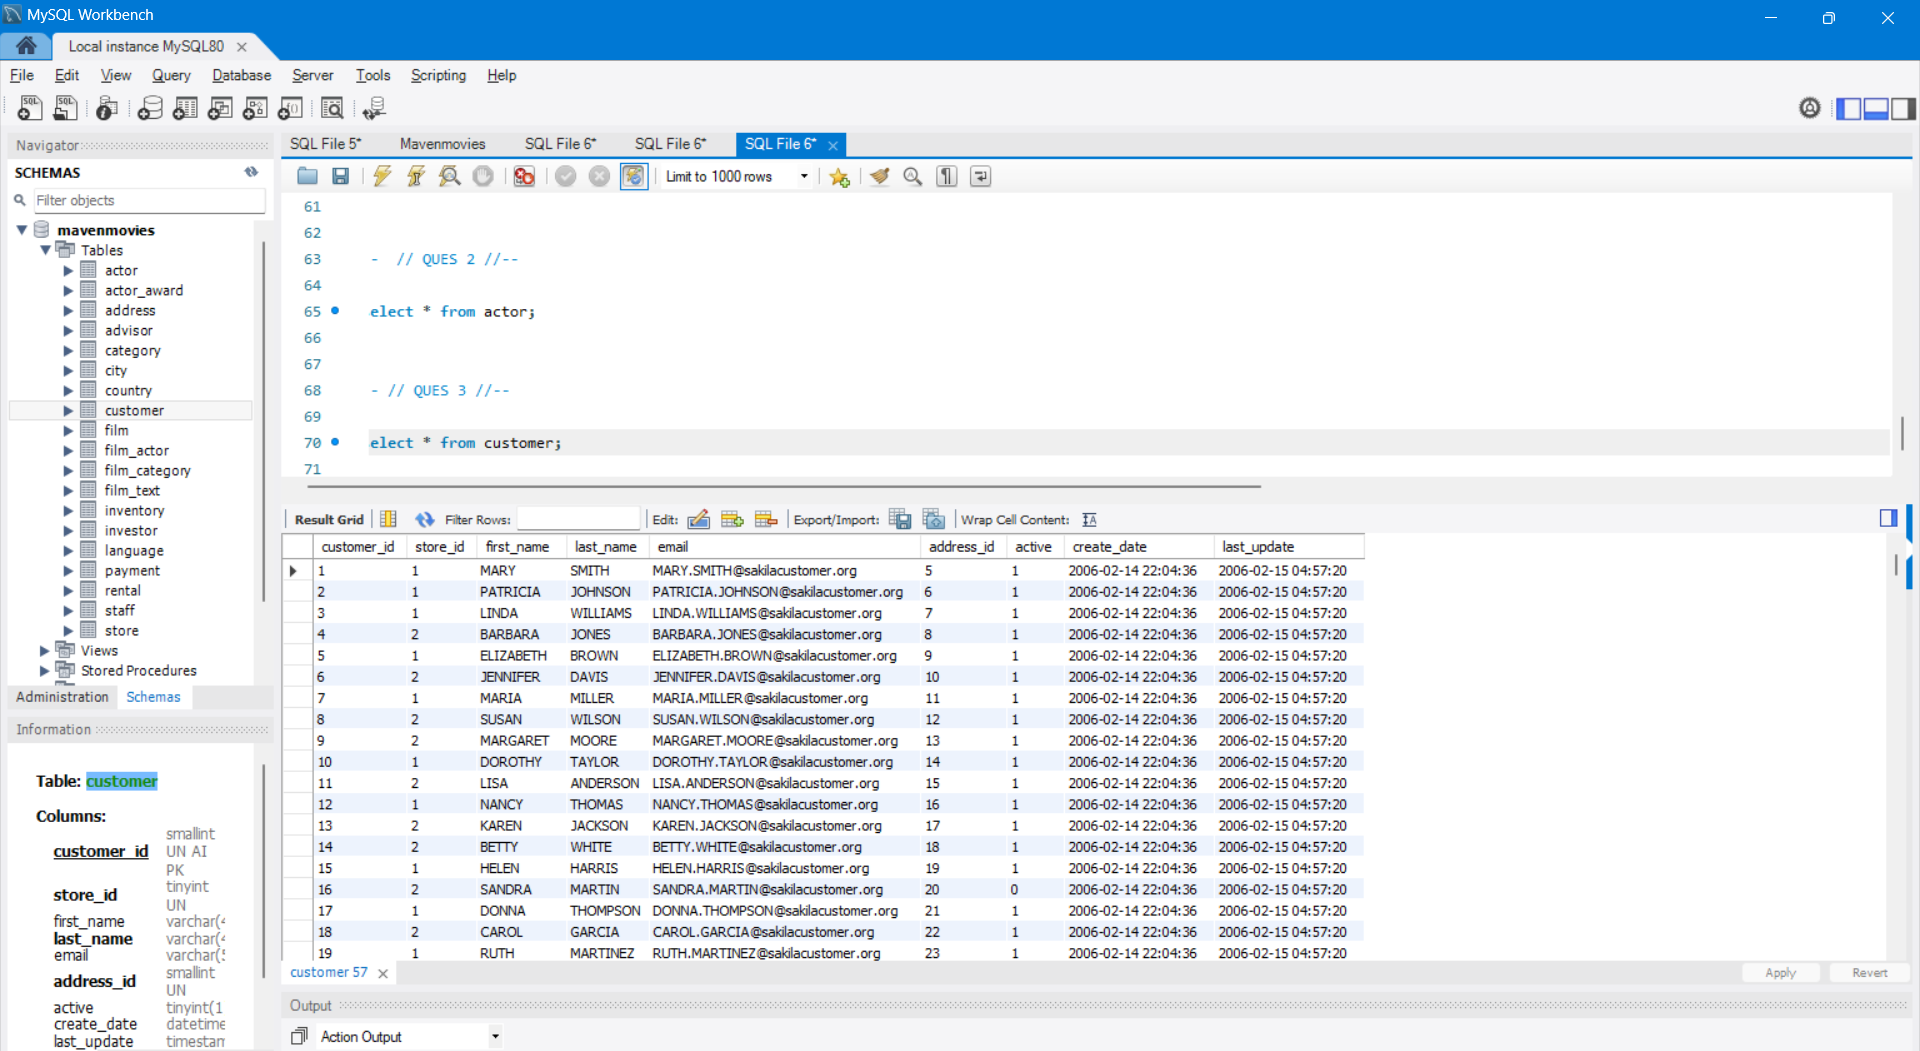 MySQL Workbench
Local instance MySQL80
File Edit View Query Database Server Tools Scripting Help
Navigator
SCHEMAS
Filter objects
mavenmovies
Tables
actor
actor_award
address
advisor
category
city
country
customer
film
film_actor
film_category
film_text
inventory
investor
language
payment
rental
staff
store
Views
Stored Procedures
Administration Schemas
Information
Table: customer
Columns:
customer_id smallint UN AI PK
store_id tinyint UN
first_name varchar(4
last_name varchar(4
email varchar(5
address_id smallint UN
active tinyint(1
create_date datetime
last_update timestam
SQL File 5* Mavenmovies SQL File 6* SQL File 6* SQL File 6*
Limit to 1000 rows
61
62
63 - // QUES 2 //--
64
65 elect * from actor;
66
67
68 - // QUES 3 //--
69
70 elect * from customer;
71
Result Grid Filter Rows: Edit: Export/Import: Wrap Cell Content:
customer_id store_id first_name last_name email address_id active create_date last_update
1 1 MARY SMITH MARY.SMITH@sakilacustomer.org 5 1 2006-02-14 22:04:36 2006-02-15 04:57:20
2 1 PATRICIA JOHNSON PATRICIA.JOHNSON@sakilacustomer.org 6 1 2006-02-14 22:04:36 2006-02-15 04:57:20
3 1 LINDA WILLIAMS LINDA.WILLIAMS@sakilacustomer.org 7 1 2006-02-14 22:04:36 2006-02-15 04:57:20
4 2 BARBARA JONES BARBARA.JONES@sakilacustomer.org 8 1 2006-02-14 22:04:36 2006-02-15 04:57:20
5 1 ELIZABETH BROWN ELIZABETH.BROWN@sakilacustomer.org 9 1 2006-02-14 22:04:36 2006-02-15 04:57:20
6 2 JENNIFER DAVIS JENNIFER.DAVIS@sakilacustomer.org 10 1 2006-02-14 22:04:36 2006-02-15 04:57:20
7 1 MARIA MILLER MARIA.MILLER@sakilacustomer.org 11 1 2006-02-14 22:04:36 2006-02-15 04:57:20
8 2 SUSAN WILSON SUSAN.WILSON@sakilacustomer.org 12 1 2006-02-14 22:04:36 2006-02-15 04:57:20
9 2 MARGARET MOORE MARGARET.MOORE@sakilacustomer.org 13 1 2006-02-14 22:04:36 2006-02-15 04:57:20
10 1 DOROTHY TAYLOR DOROTHY.TAYLOR@sakilacustomer.org 14 1 2006-02-14 22:04:36 2006-02-15 04:57:20
11 2 LISA ANDERSON LISA.ANDERSON@sakilacustomer.org 15 1 2006-02-14 22:04:36 2006-02-15 04:57:20
12 1 NANCY THOMAS NANCY.THOMAS@sakilacustomer.org 16 1 2006-02-14 22:04:36 2006-02-15 04:57:20
13 2 KAREN JACKSON KAREN.JACKSON@sakilacustomer.org 17 1 2006-02-14 22:04:36 2006-02-15 04:57:20
14 2 BETTY WHITE BETTY.WHITE@sakilacustomer.org 18 1 2006-02-14 22:04:36 2006-02-15 04:57:20
15 1 HELEN HARRIS HELEN.HARRIS@sakilacustomer.org 19 1 2006-02-14 22:04:36 2006-02-15 04:57:20
16 2 SANDRA MARTIN SANDRA.MARTIN@sakilacustomer.org 20 0 2006-02-14 22:04:36 2006-02-15 04:57:20
17 1 DONNA THOMPSON DONNA.THOMPSON@sakilacustomer.org 21 1 2006-02-14 22:04:36 2006-02-15 04:57:20
18 2 CAROL GARCIA CAROL.GARCIA@sakilacustomer.org 22 1 2006-02-14 22:04:36 2006-02-15 04:57:20
19 1 RUTH MARTINEZ RUTH.MARTINEZ@sakilacustomer.org 23 1 2006-02-14 22:04:36 2006-02-15 04:57:20
customer 57 Apply Revert
Output
Action Output